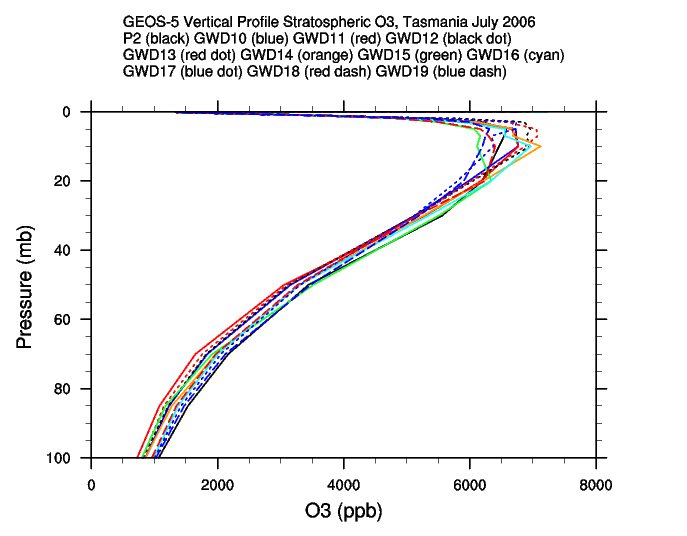 GEOS-5 Vertical Profile Stratospheric O3, Tasmania July 2006
P2 (black) GWD10 (blue) GWD11 (red) GWD12 (black dot)
GWD13 (red dot) GWD14 (orange) GWD15 (green) GWD16 (cyan)
GWD17 (blue dot) GWD18 (red dash) GWD19 (blue dash)
0
20
40
60
80
100
Pressure (mb)
0 2000 4000 6000 8000
O3 (ppb)